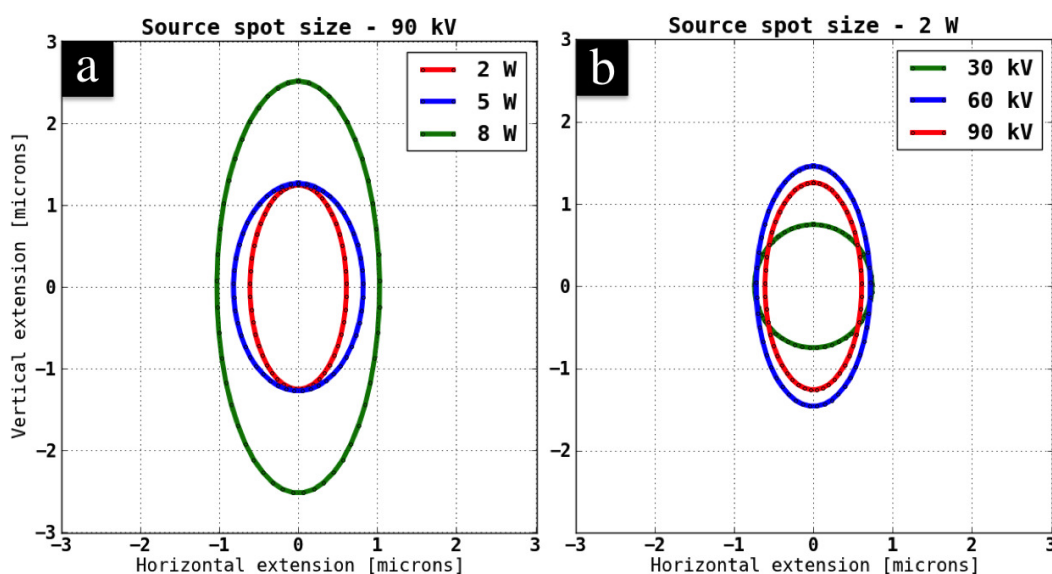 Source spot size - 90 kV
a
2 W
5 W
8 W
3
2
1
0
−1
−2
−3
Vertical extension [microns]
−3 −2 −1 0 1 2 3
Horizontal extension [microns]
Source spot size - 2 W
b
30 kV
60 kV
90 kV
3
2
1
0
−1
−2
−3 −2 −1 0 1 2 3
Horizontal extension [microns]